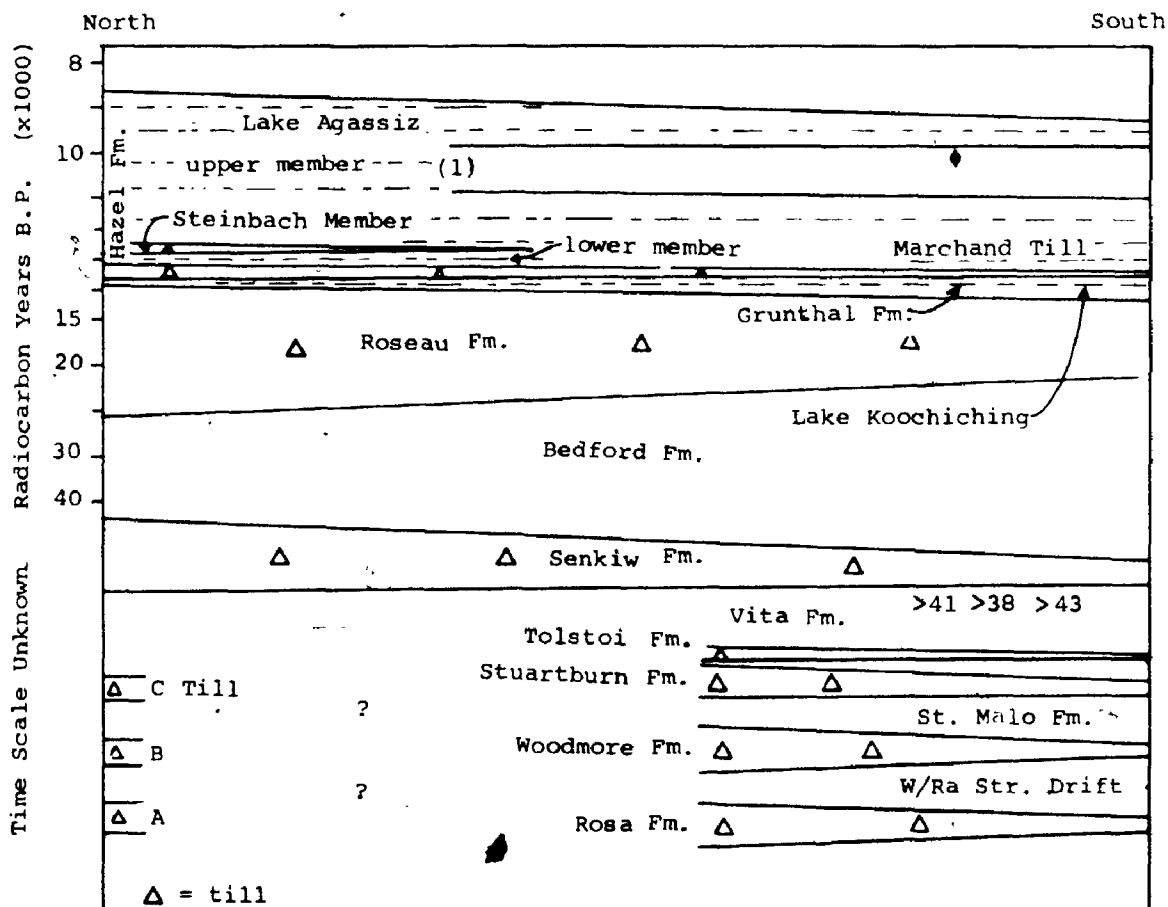 North
South
Radiocarbon Years B.P. (x1000)
Time Scale Unknown
8
10
15
20
30
40
Hazel Fm.
Lake Agassiz
upper member (1)
Steinbach Member
lower member
Marchand Till
Grunthal Fm.
Roseau Fm.
Lake Koochiching
Bedford Fm.
Senkiw Fm.
>41 >38 >43
Vita Fm.
Tolstoi Fm.
Stuartburn Fm.
C Till
?
St. Malo Fm.
Woodmore Fm.
B
?
W/Ra Str. Drift
A
Rosa Fm.
Δ = till